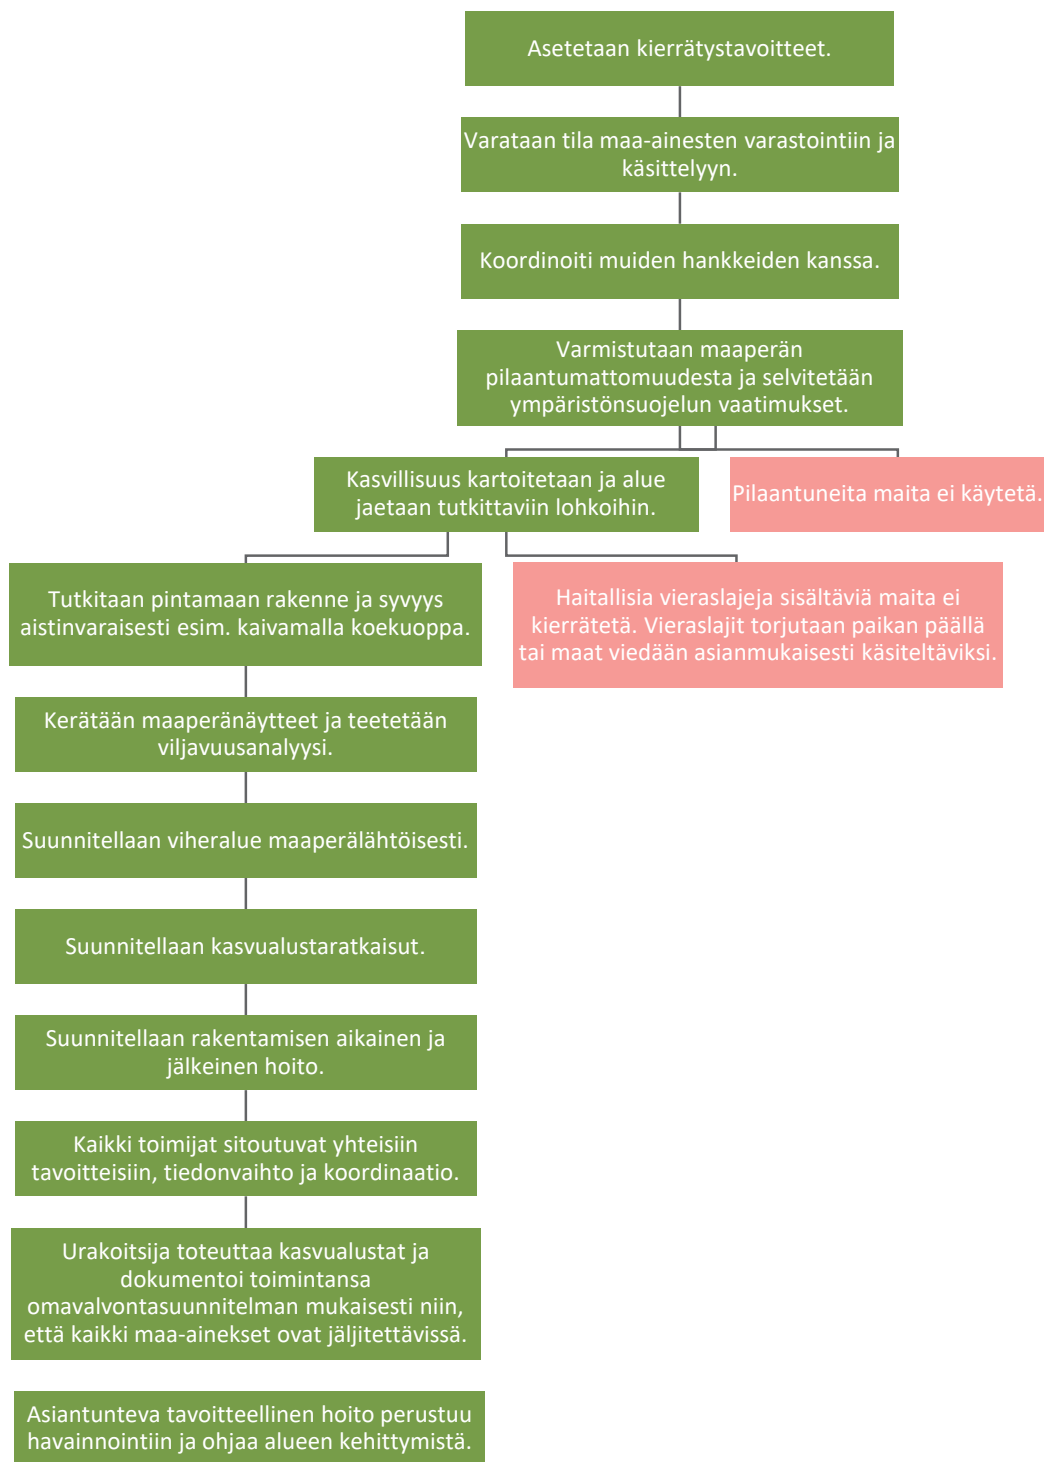 Asetetaan kierrätystavoitteet.
Varataan tila maa-ainesten varastointiin ja
käsittelyyn.
Koordinoiti muiden hankkeiden kanssa.
Varmistutaan maaperän
pilaantumattomuudesta ja selvitetään
ympäristönsuojelun vaatimukset.
Kasvillisuus kartoitetaan ja alue
jaetaan tutkittaviin lohkoihin.
Pilaantuneita maita ei käytetä.
Tutkitaan pintamaan rakenne ja syvyys
aistinvaraisesti esim. kaivamalla koekuoppa.
Haitallisia vieraslajeja sisältäviä maita ei
kierrätetä. Vieraslajit torjutaan paikan päällä
tai maat viedään asianmukaisesti käsiteltäviksi.
Kerätään maaperänäytteet ja teetetään
viljavuusanalyysi.
Suunnitellaan viheralue maaperälähtöisesti.
Suunnitellaan kasvualustaratkaisut.
Suunnitellaan rakentamisen aikainen ja
jälkeinen hoito.
Kaikki toimijat sitoutuvat yhteisiin
tavoitteisiin, tiedonvaihto ja koordinaatio.
Urakoitsija toteuttaa kasvualustat ja
dokumentoi toimintansa
omavalvontasuunnitelman mukaisesti niin,
että kaikki maa-ainekset ovat jäljitettävissä.
Asiantunteva tavoitteellinen hoito perustuu
havainnointiin ja ohjaa alueen kehittymistä.